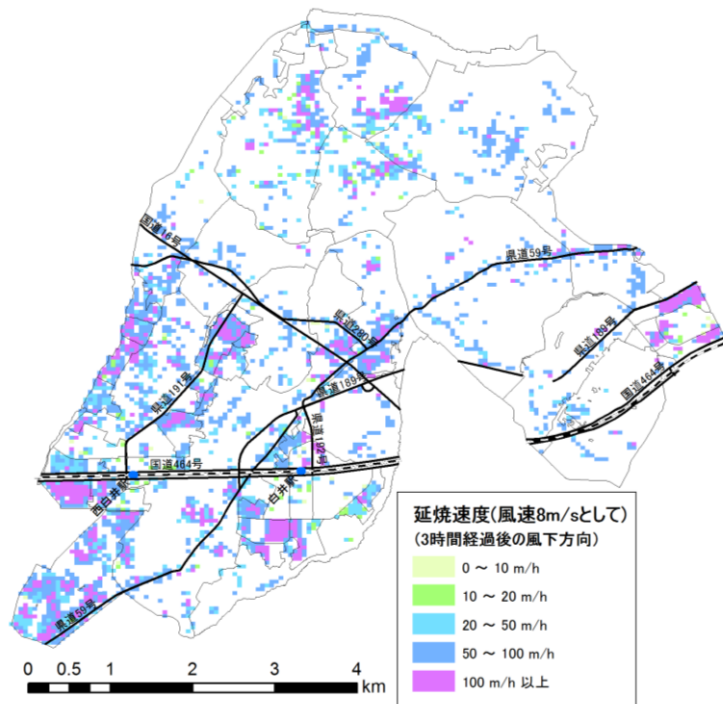 国道16号
県道59号
県道280号
県道189号
県道191号
県道189号
国道464号
県道192号
国道464号
西白井駅
白井駅
県道59号
延焼速度(風速8m/sとして)
(3時間経過後の風下方向)
0 ～ 10 m/h
10 ～ 20 m/h
20 ～ 50 m/h
50 ～ 100 m/h
100 m/h 以上
0 0.5 1 2 3 4
km